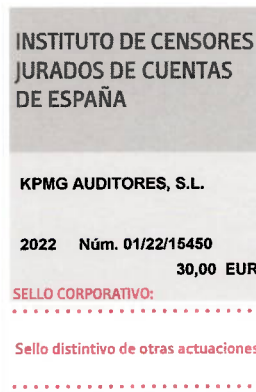 INSTITUTO DE CENSORES
JURADOS DE CUENTAS
DE ESPAÑA
KPMG AUDITORES, S.L.
2022 Núm. 01/22/15450
30,00 EUR
SELLO CORPORATIVO:
Sello distintivo de otras actuaciones